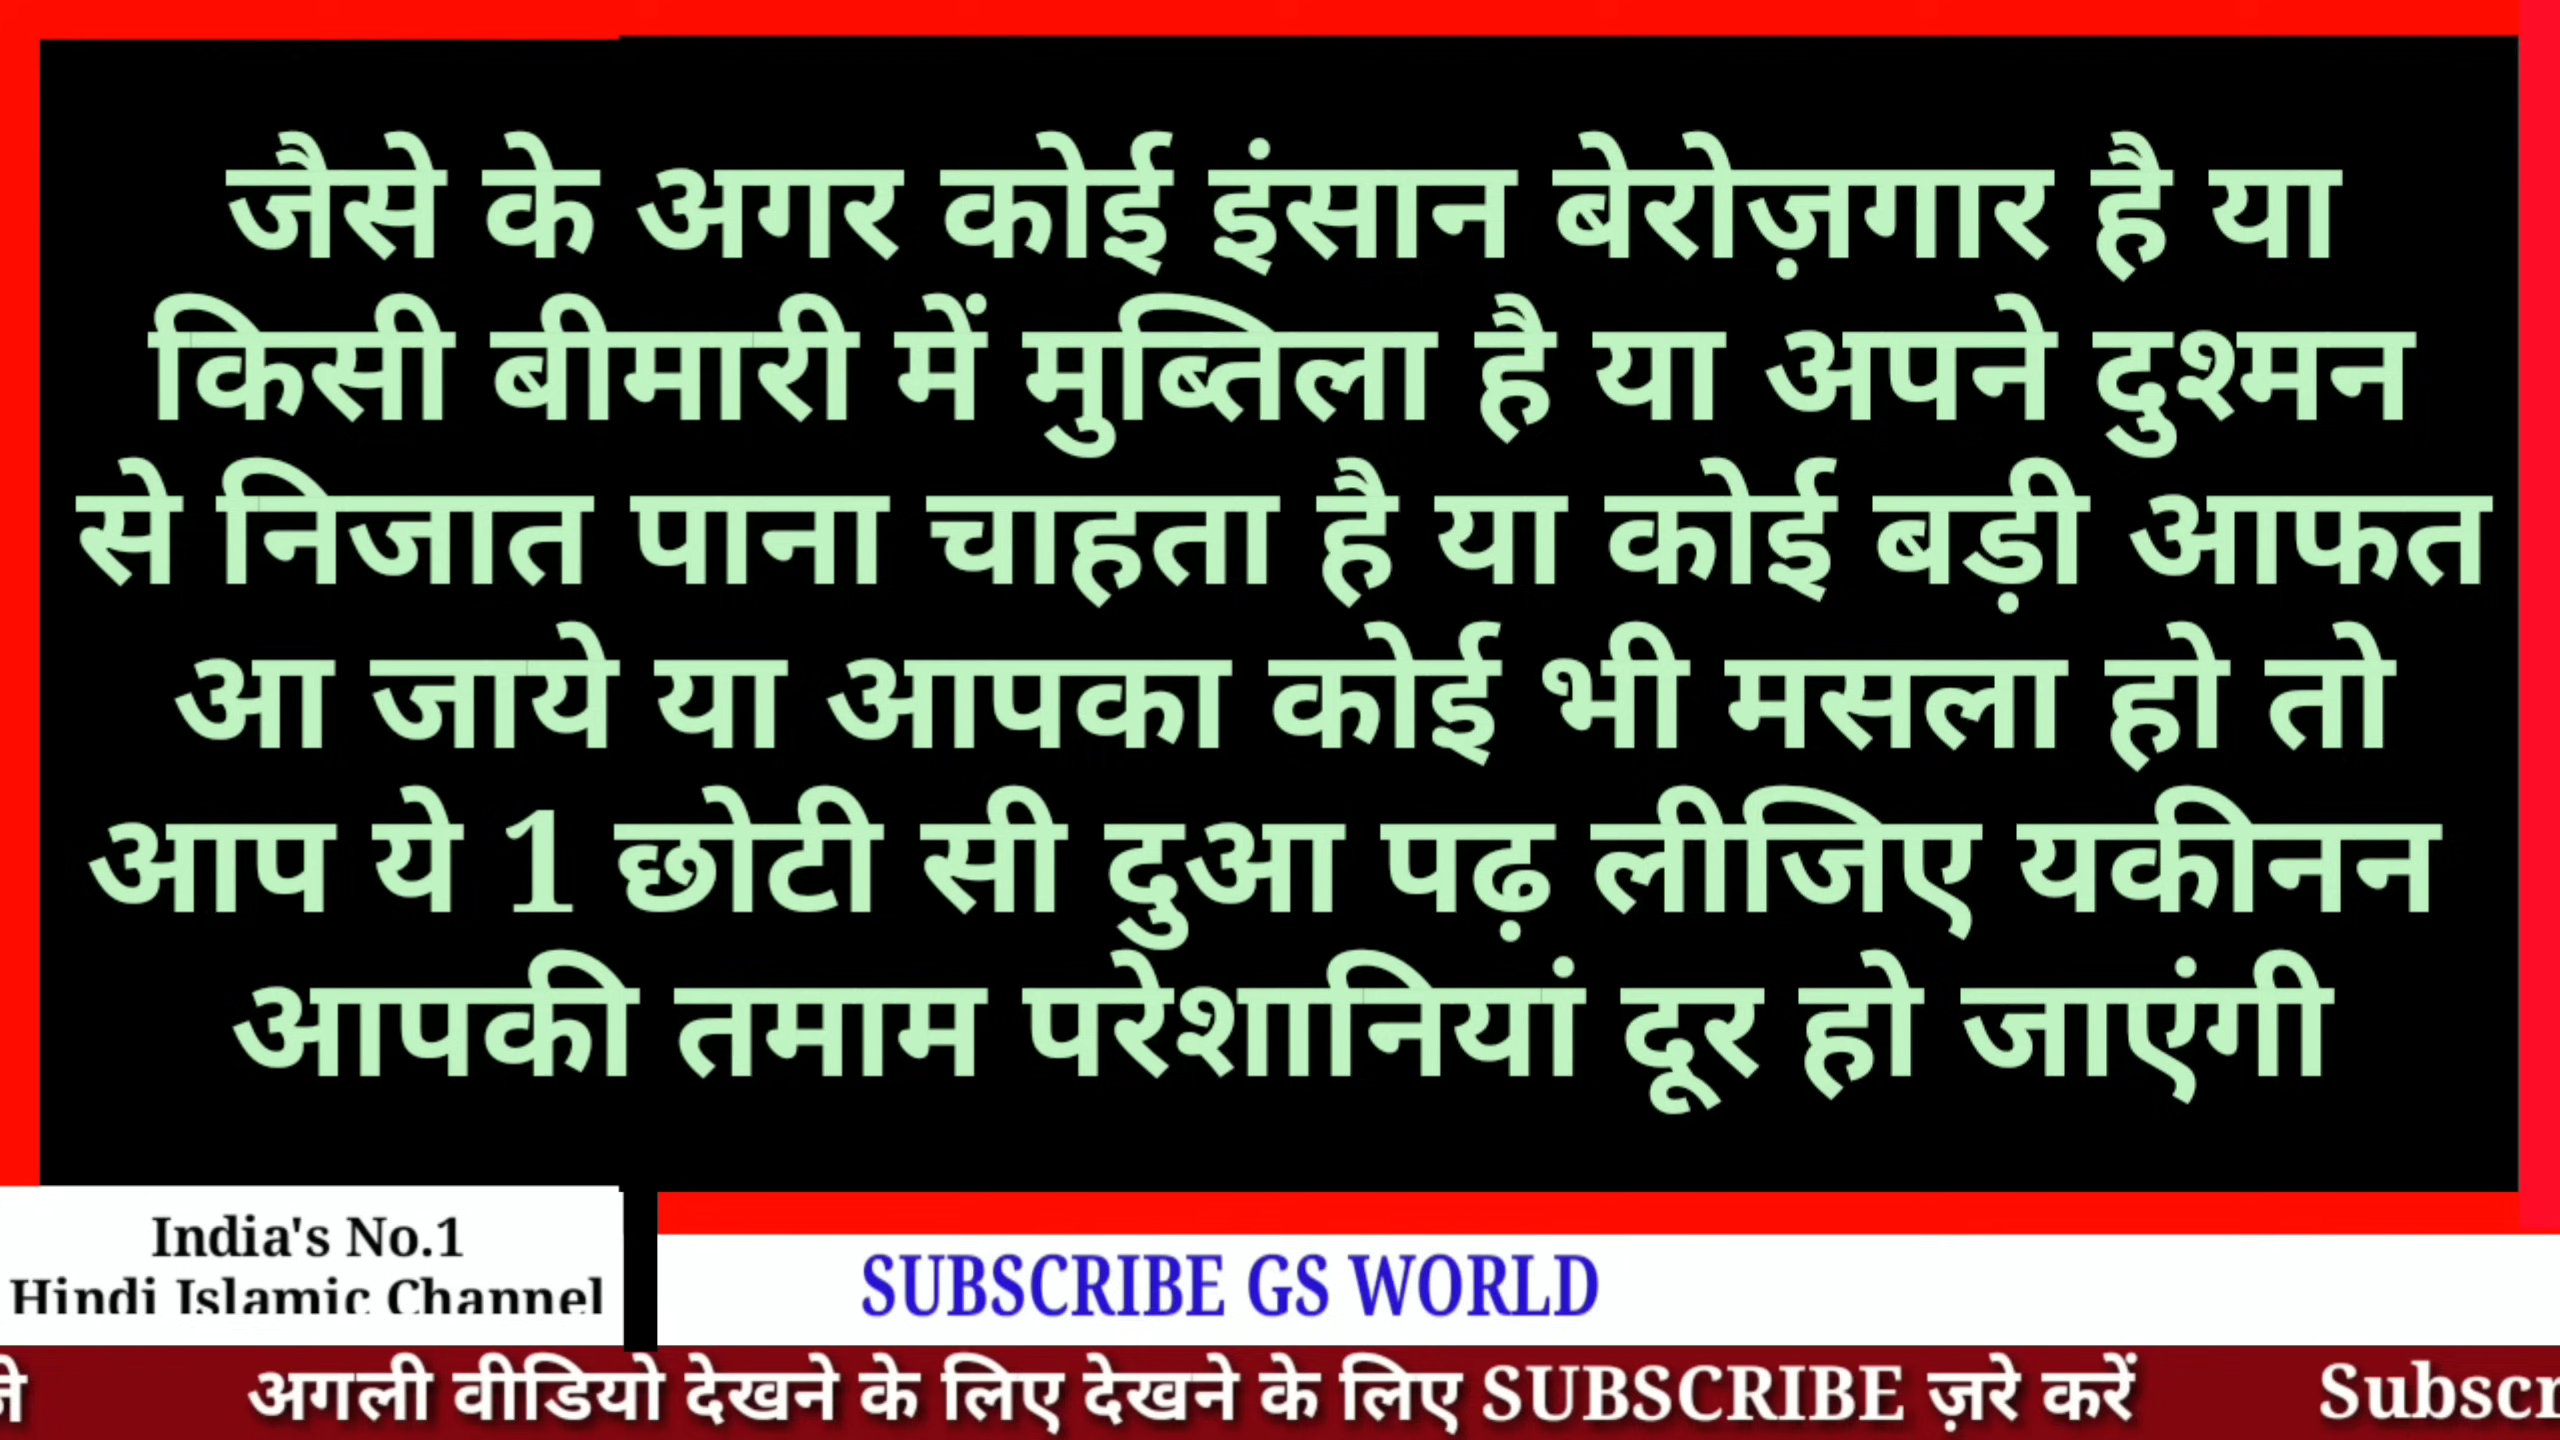 जैसे के अगर कोई इंसान बेरोज़गार है या
किसी बीमारी में मुब्तिला है या अपने दुश्मन
से निजात पाना चाहता है या कोई बड़ी आफत
आ जाये या आपका कोई भी मसला हो तो
आप ये 1 छोटी सी दुआ पढ़ लीजिए यकीनन
आपकी तमाम परेशानियां दूर हो जाएंगी
India's No.1
Hindi Islamic Channel
SUBSCRIBE GS WORLD
अगली वीडियो देखने के लिए देखने के लिए SUBSCRIBE ज़रे करें